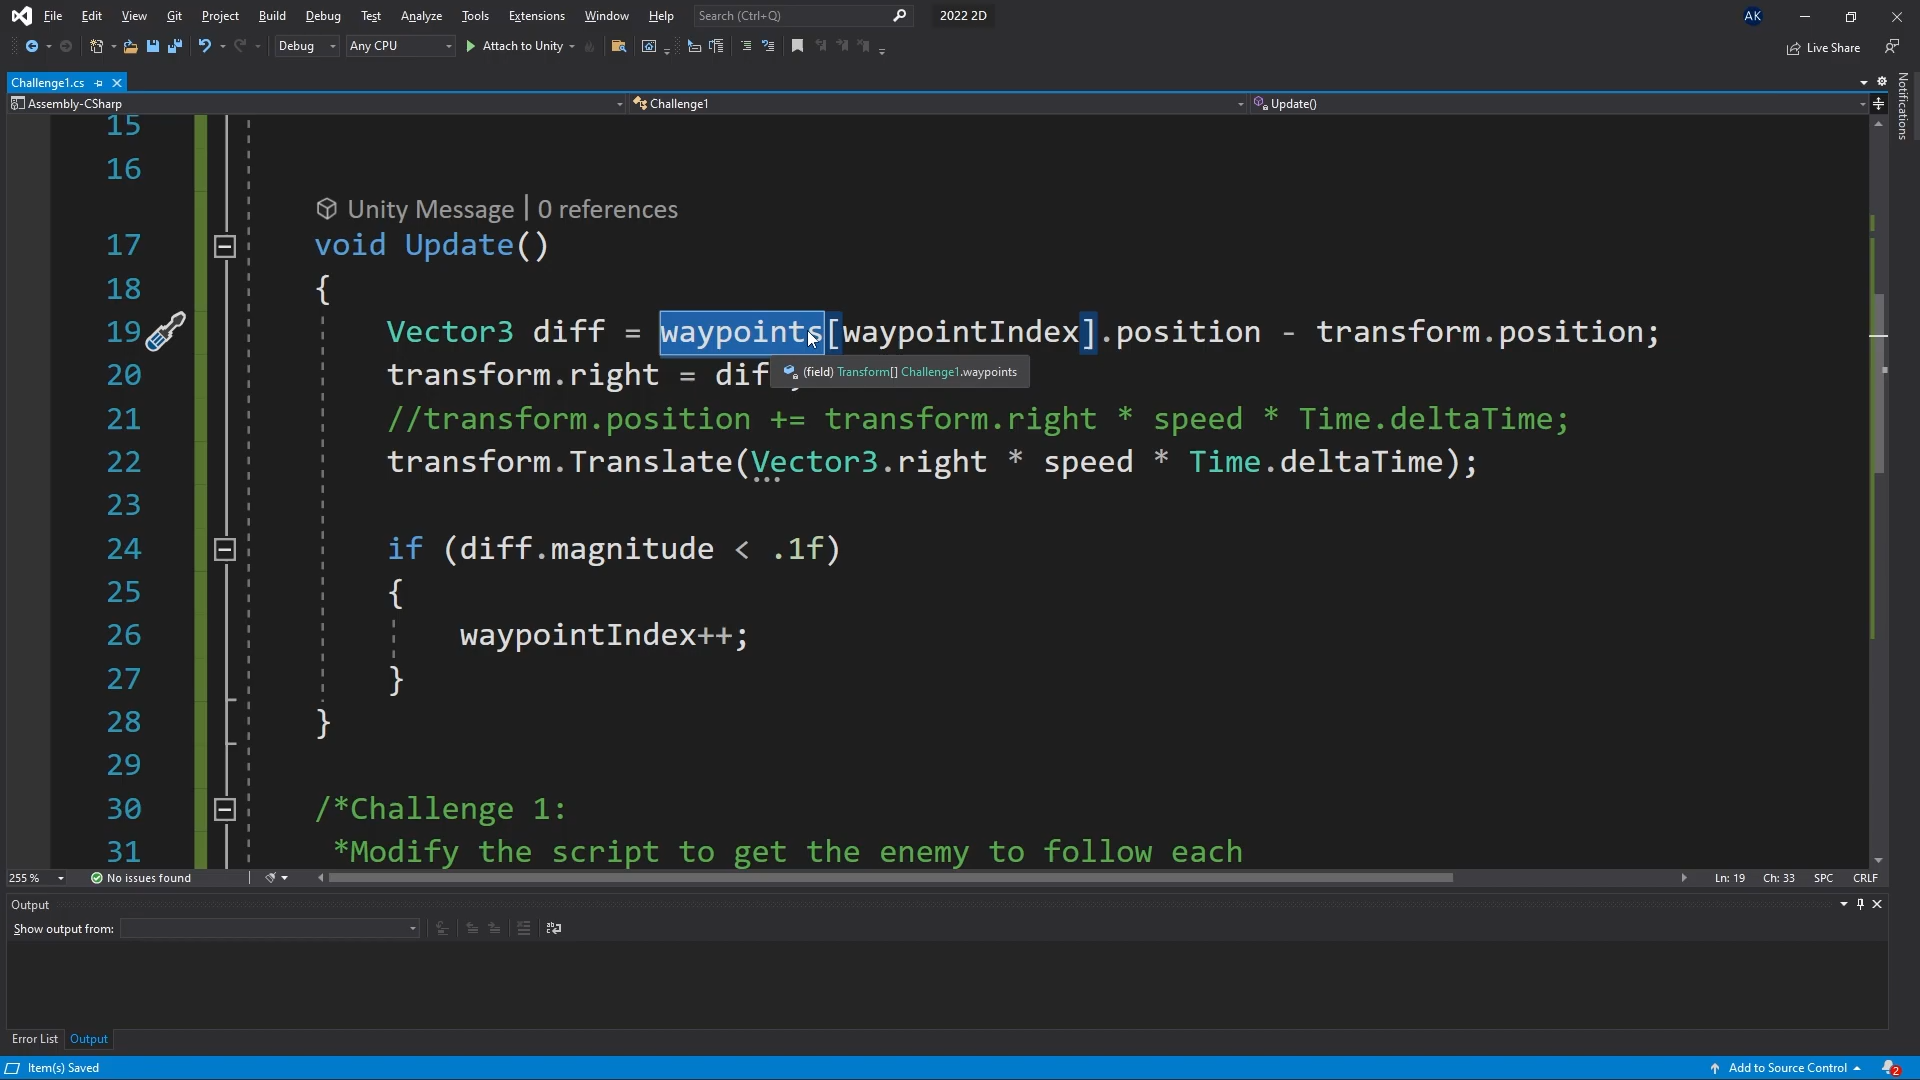 File Edit View Git Project Build Debug Test Analyze Tools Extensions Window Help Search (Ctrl+Q) 2022 2D AK
Debug Any CPU Attach to Unity Live Share
Challenge1.cs
Notifications
Assembly-CSharp Challenge1 Update()
15
16
Unity Message | 0 references
17 void Update()
18 {
19 Vector3 diff = waypoints[waypointIndex].position - transform.position;
(field) Transform[] Challenge1.waypoints
20 transform.right = dif
21 //transform.position += transform.right * speed * Time.deltaTime;
22 transform.Translate(Vector3.right * speed * Time.deltaTime);
23
24 if (diff.magnitude < .1f)
25 {
26 waypointIndex++;
27 }
28 }
29
30 /*Challenge 1:
31 *Modify the script to get the enemy to follow each
255 % No issues found Ln: 19 Ch: 33 SPC CRLF
Output
Show output from:
Error List Output
Item(s) Saved Add to Source Control 2